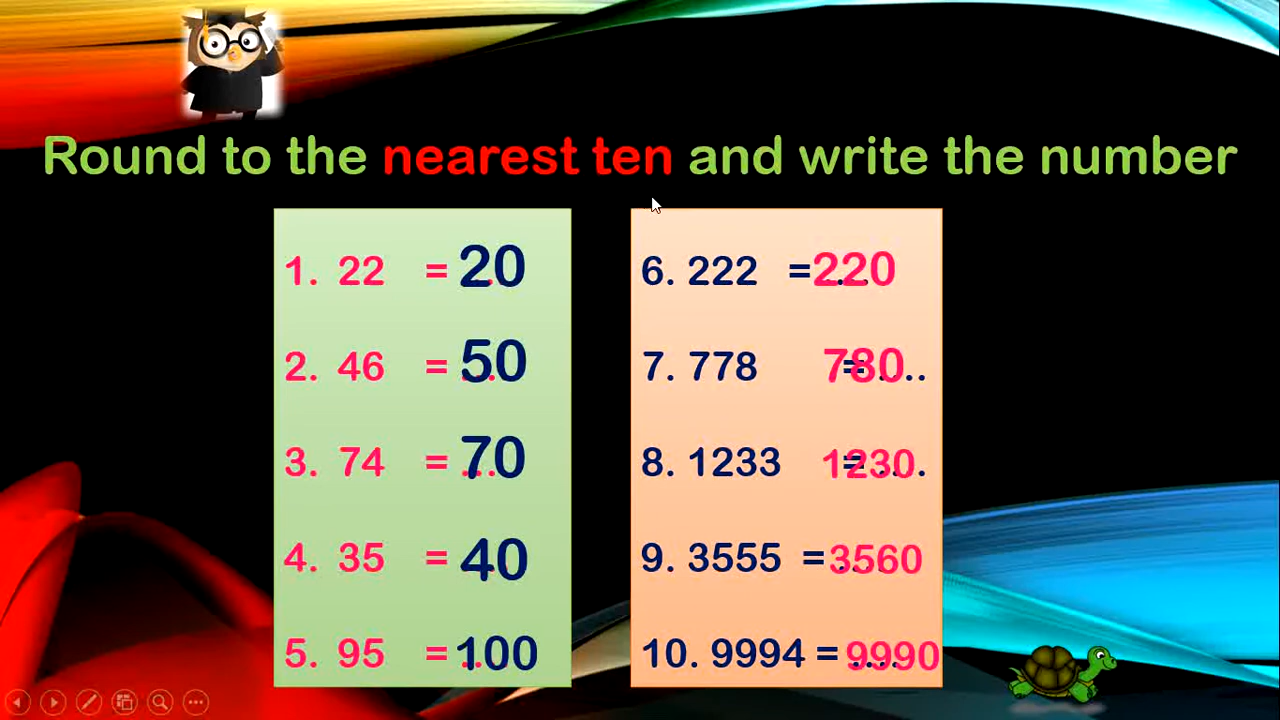 Round to the nearest ten and write the number
1. 22 = 20
2. 46 = 50
3. 74 = 70
4. 35 = 40
5. 95 = 100
6. 222 = 220
7. 778 = 780
8. 1233 = 1230
9. 3555 = 3560
10. 9994 = 9990